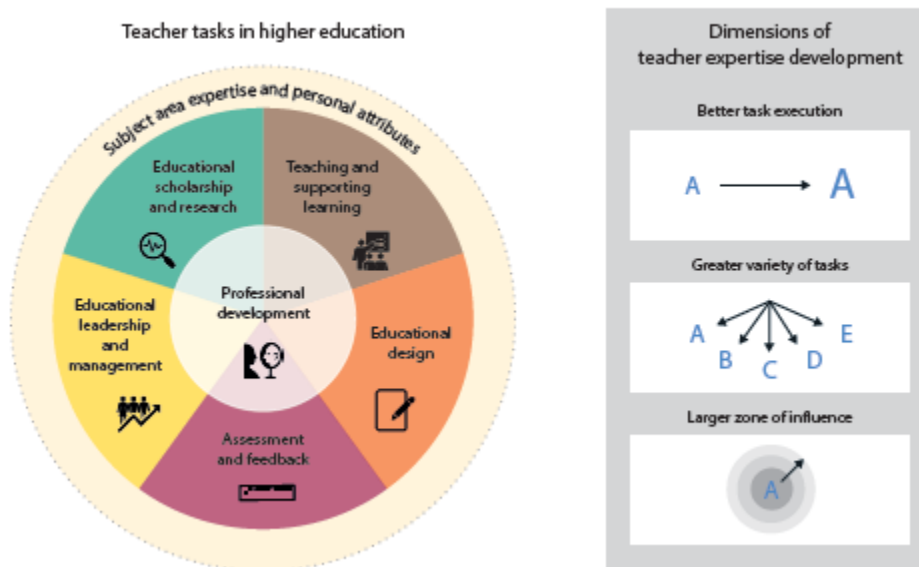 Teacher tasks in higher education
Subject area expertise and personal attributes
Educational
scholarship
and research
Teaching and
supporting
learning
Educational
leadership
and
management
Professional
development
Educational
design
Assessment
and feedback
Dimensions of
teacher expertise development
Better task execution
A
A
Greater variety of tasks
A
B
C
D
E
Larger zone of influence
A